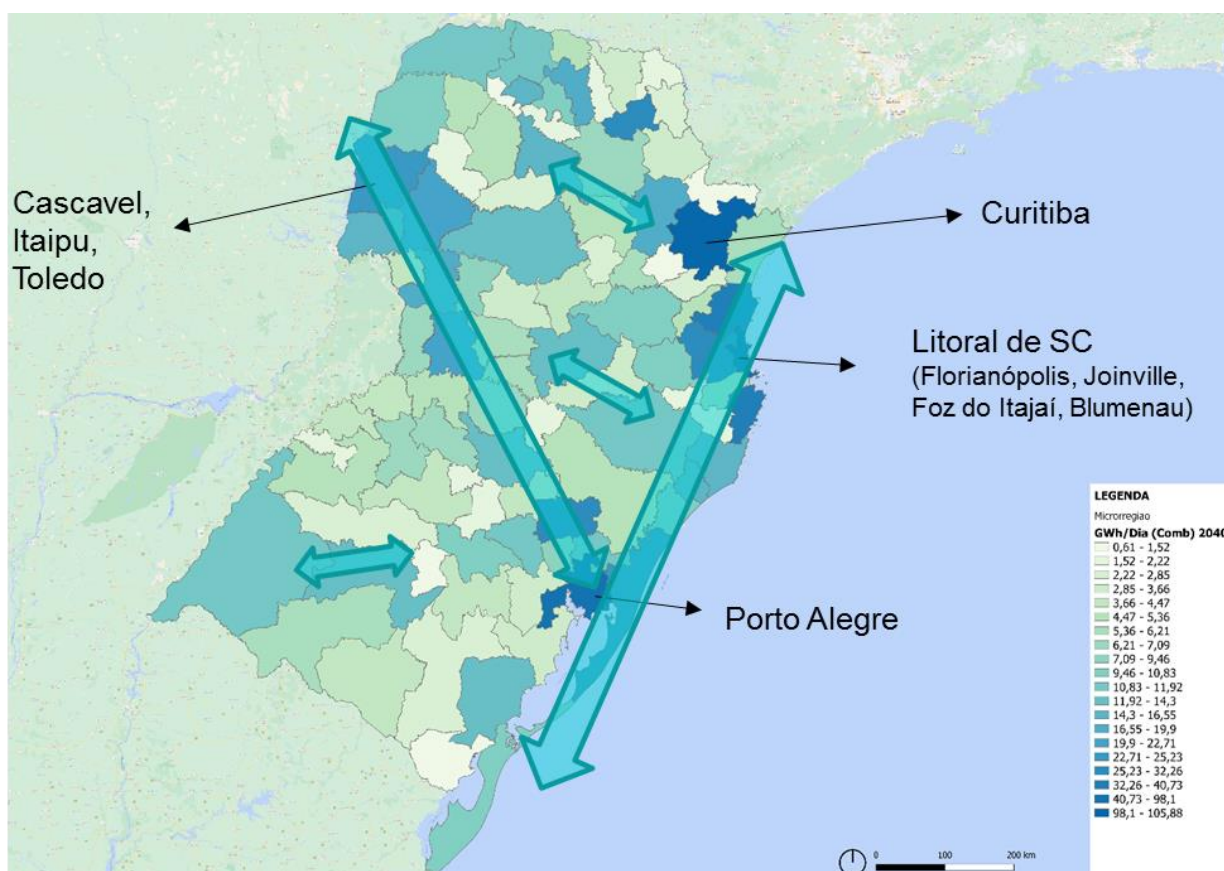 Cascavel,
Itaipu,
Toledo
Curitiba
Litoral de SC
(Florianópolis, Joinville,
Foz do Itajaí, Blumenau)
Porto Alegre
LEGENDA
Microrregiao
GWh/Dia (Comb) 2040
0,61 - 1,52
1,52 - 2,22
2,22 - 2,85
2,85 - 3,66
3,66 - 4,47
4,47 - 5,36
5,36 - 6,21
6,21 - 7,09
7,09 - 9,46
9,46 - 10,83
10,83 - 11,92
11,92 - 14,3
14,3 - 16,55
16,55 - 19,9
19,9 - 22,71
22,71 - 25,23
25,23 - 32,26
32,26 - 40,73
40,73 - 98,1
98,1 - 105,88
0 100 200 km